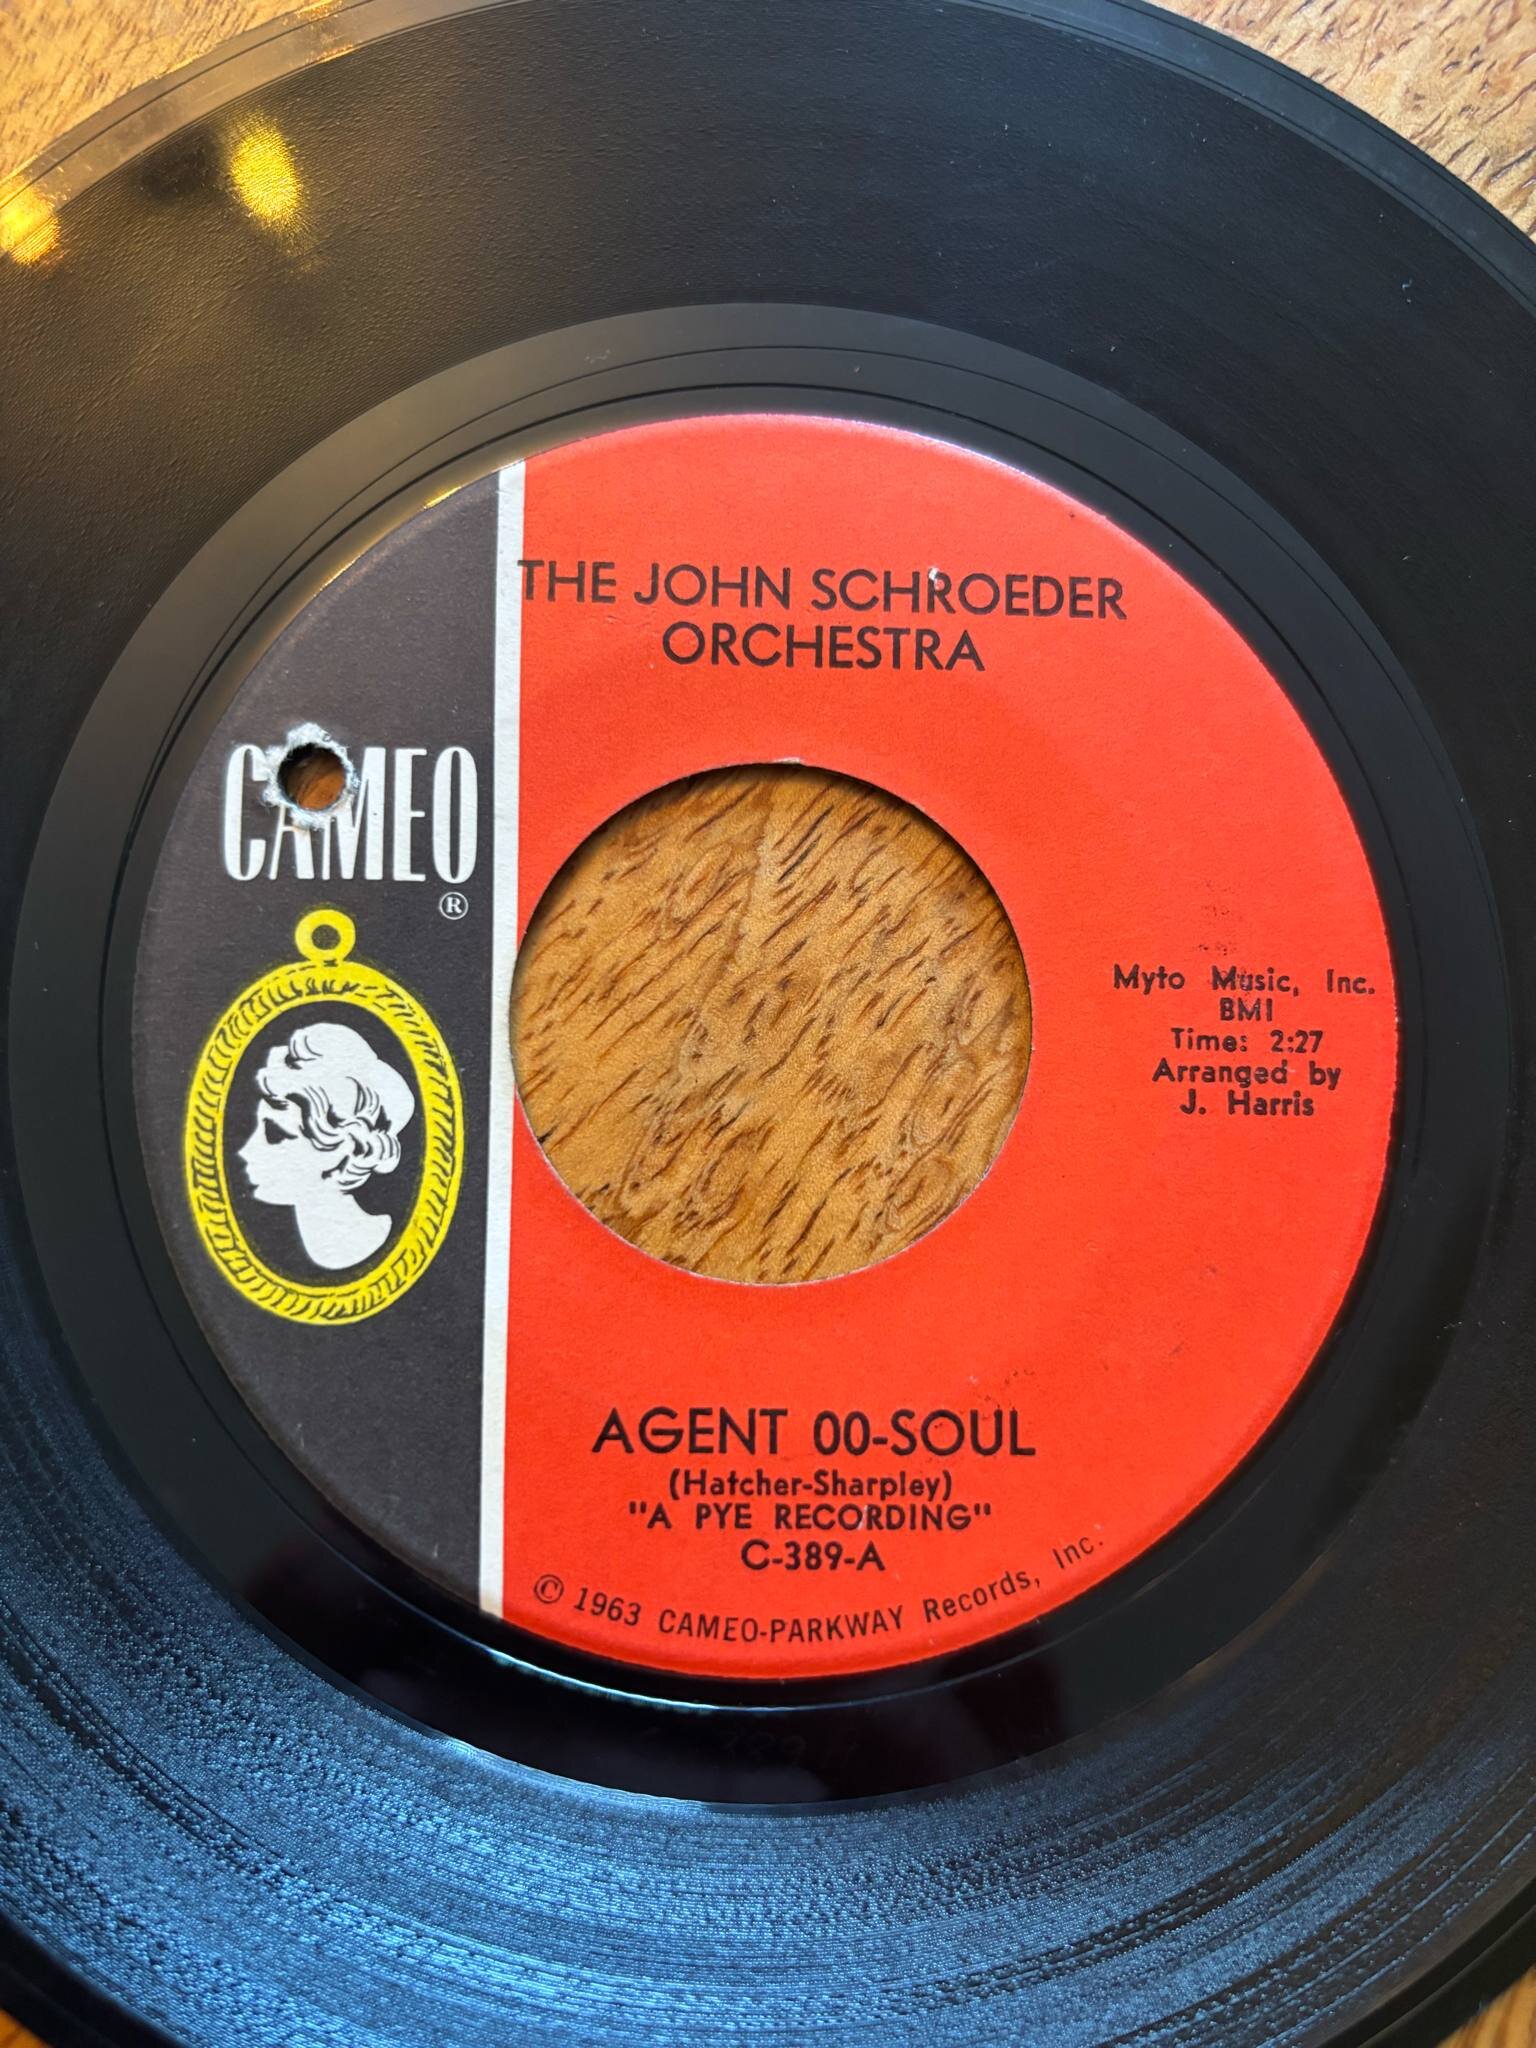 THE JOHN SCHROEDER
ORCHESTRA
CAMEO
®
Myto Music, Inc.
BMI
Time: 2:27
Arranged by
J. Harris
AGENT 00-SOUL
(Hatcher-Sharpley)
"A PYE RECORDING"
C-389-A
© 1963 CAMEO-PARKWAY Records, Inc.